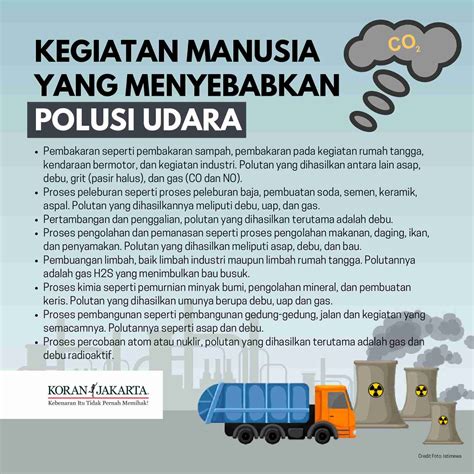 CO2
KEGIATAN MANUSIA
YANG MENYEBABKAN
POLUSI UDARA
• Pembakaran seperti pembakaran sampah, pembakaran pada kegiatan rumah tangga,
kendaraan bermotor, dan kegiatan industri. Polutan yang dihasilkan antara lain asap,
debu, grit (pasir halus), dan gas (CO dan NO).
• Proses peleburan seperti proses peleburan baja, pembuatan soda, semen, keramik,
aspal. Polutan yang dihasilkannya meliputi debu, uap, dan gas.
• Pertambangan dan penggalian, polutan yang dihasilkan terutama adalah debu.
• Proses pengolahan dan pemanasan seperti proses pengolahan makanan, daging, ikan,
dan penyamakan. Polutan yang dihasilkan meliputi asap, debu, dan bau.
• Pembuangan limbah, baik limbah industri maupun limbah rumah tangga. Polutannya
adalah gas H2S yang menimbulkan bau busuk.
• Proses kimia seperti pemurnian minyak bumi, pengolahan mineral, dan pembuatan
keris. Polutan yang dihasilkan umunya berupa debu, uap dan gas.
• Proses pembangunan seperti pembangunan gedung-gedung, jalan dan kegiatan yang
semacamnya. Polutannya seperti asap dan debu.
• Proses percobaan atom atau nuklir, polutan yang dihasilkan terutama adalah gas dan
debu radioaktif.
KORAN JAKARTA
Kebenaran Itu Tidak Pernah Memihak!
Credit Foto: Istimewa